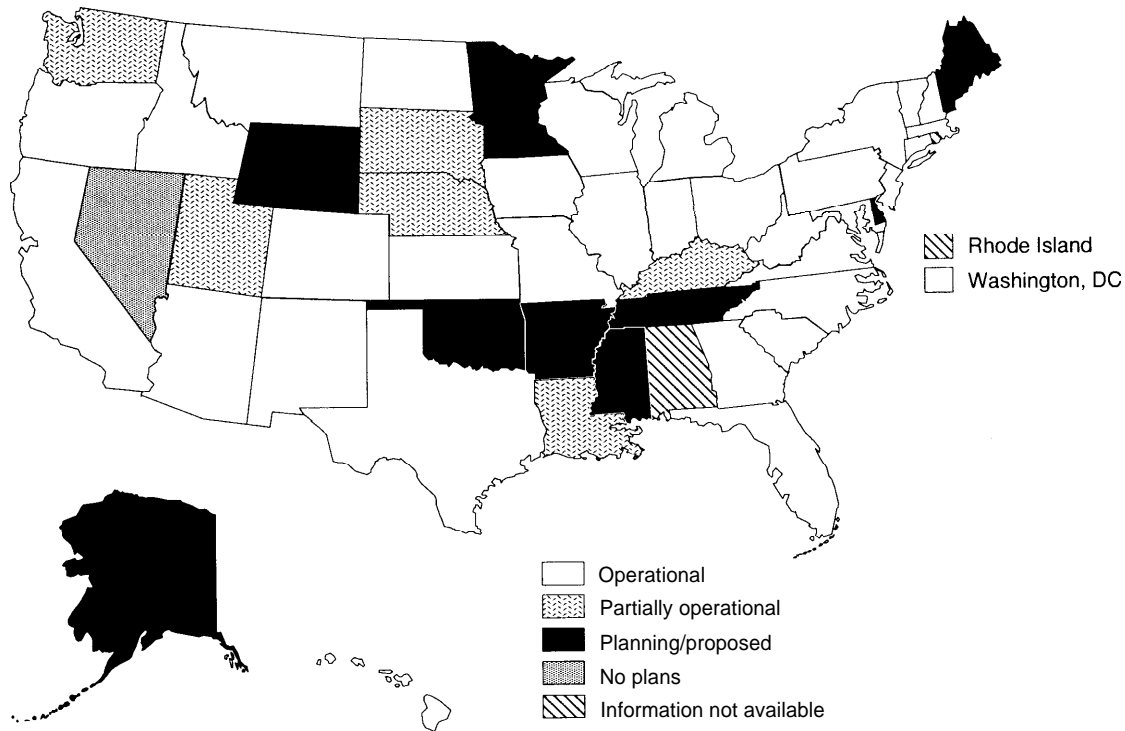 Rhode Island
Washington, DC
Operational
Partially operational
Planning/proposed
No plans
Information not available